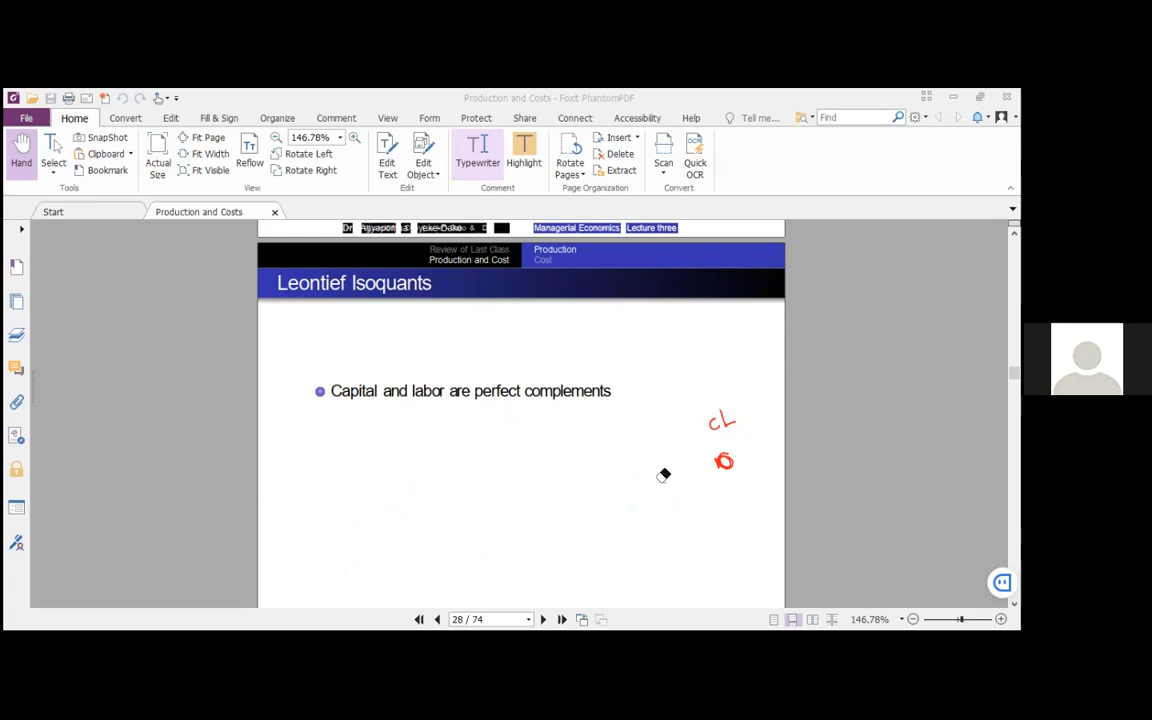 Production and Costs - Foxit PhantomPDF
File Home Convert Edit Fill & Sign Organize Comment View Form Protect Share Connect Accessibility Help Tell me... Find
Hand
Select
SnapShot
Clipboard
Bookmark
Tools
Actual Size
Fit Page
Fit Width
Fit Visible
Reflow
146.78%
Rotate Left
Rotate Right
View
Edit Text
Edit Object
Edit
Typewriter
Highlight
Comment
Rotate Pages
Insert
Delete
Extract
Page Organization
Scan
Quick OCR
Convert
Start
Production and Costs
Dr
Managerial Economics Lecture three
Review of Last Class Production
Production and Cost Cost
Leontief Isoquants
Capital and labor are perfect complements
CL
28 / 74
146.78%